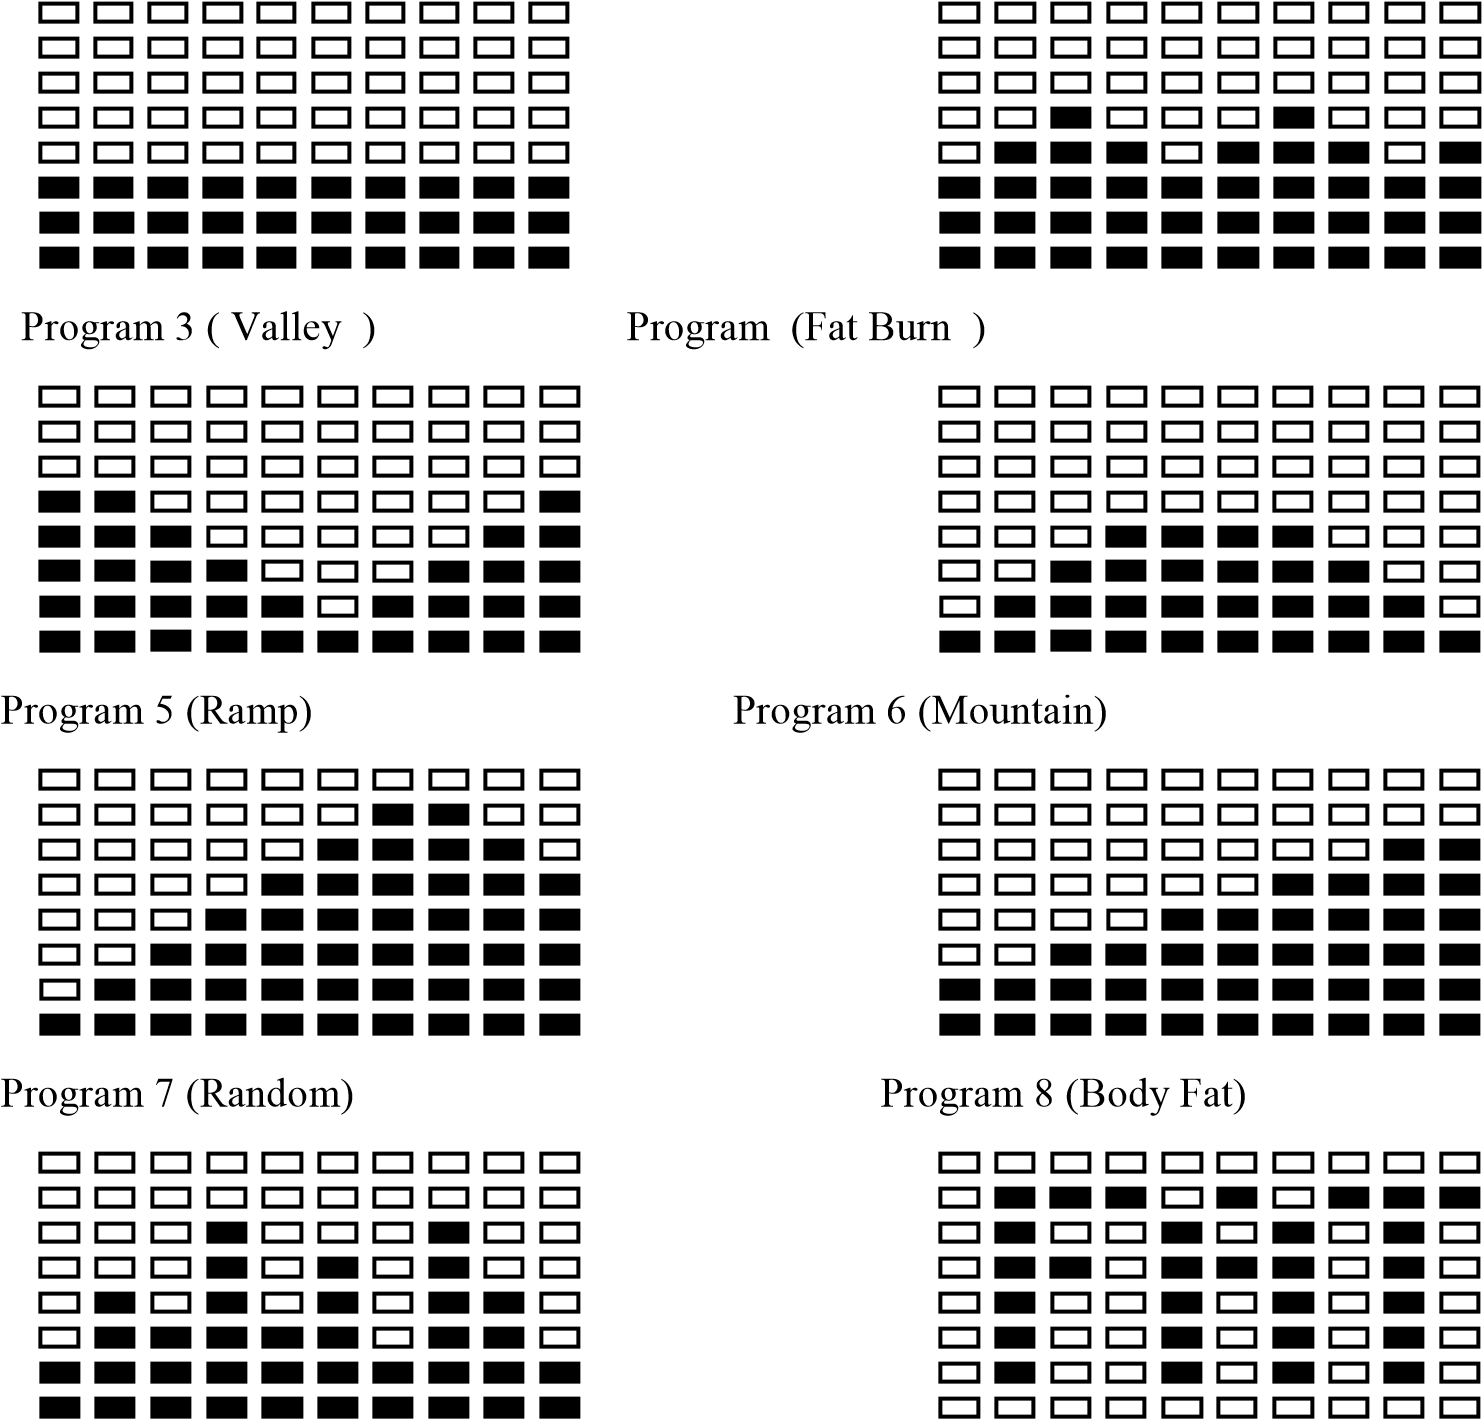 Program 3 ( Valley  )
Program  (Fat Burn  )
Program 5 (Ramp)
Program 6 (Mountain)
Program 7 (Random)
Program 8 (Body Fat)
FAT